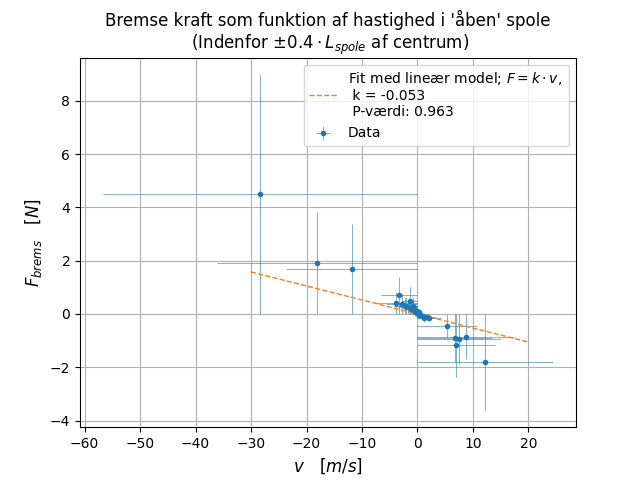 Bremse kraft som funktion af hastighed i 'åben' spole
(Indenfor ±0.4 · L_spole af centrum)
Fit med lineær model; F = k · v,
k = -0.053
P-værdi: 0.963
Data
F_brems [N]
8
6
4
2
0
−2
−4
−60 −50 −40 −30 −20 −10 0 10 20
v [m/s]